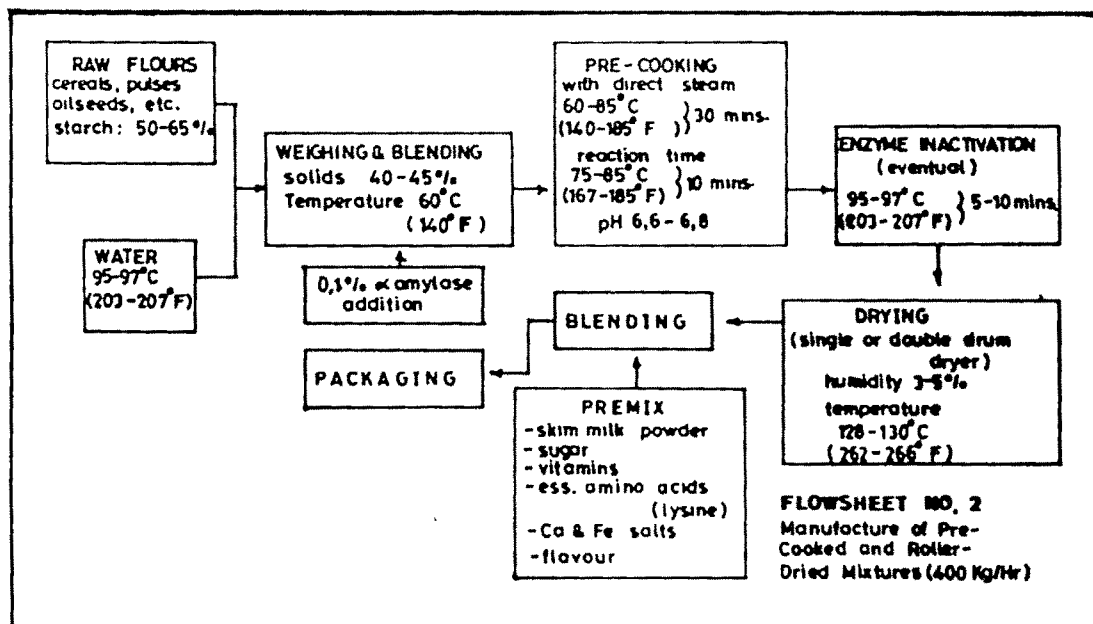 RAW FLOURS
cereals, pulses
oilseeds, etc.
starch: 50-65%
WATER
95-97°C
(203-207°F)
WEIGHING & BLENDING
solids 40-45%
Temperature 60°C
(140°F)
0,1% ∝ amylase
addition
PRE-COOKING
with direct steam
60-85°C
(140-185°F) } 30 mins.
reaction time
75-85°C
(167-185°F) } 10 mins.
pH 6,6-6,8
ENZYME INACTIVATION
(eventual)
95-97°C
(203-207°F) } 5-10 mins.
DRYING
(single or double drum
dryer)
humidity 3-5%
temperature
128-130°C
(262-266°F)
BLENDING
PACKAGING
PREMIX
-skim milk powder
-sugar
-vitamins
-ess. amino acids
(lysine)
-Ca & Fe salts
-flavour
FLOWSHEET NO. 2
Manufacture of Pre-
Cooked and Roller-
Dried Mixtures (400 Kg/Hr)